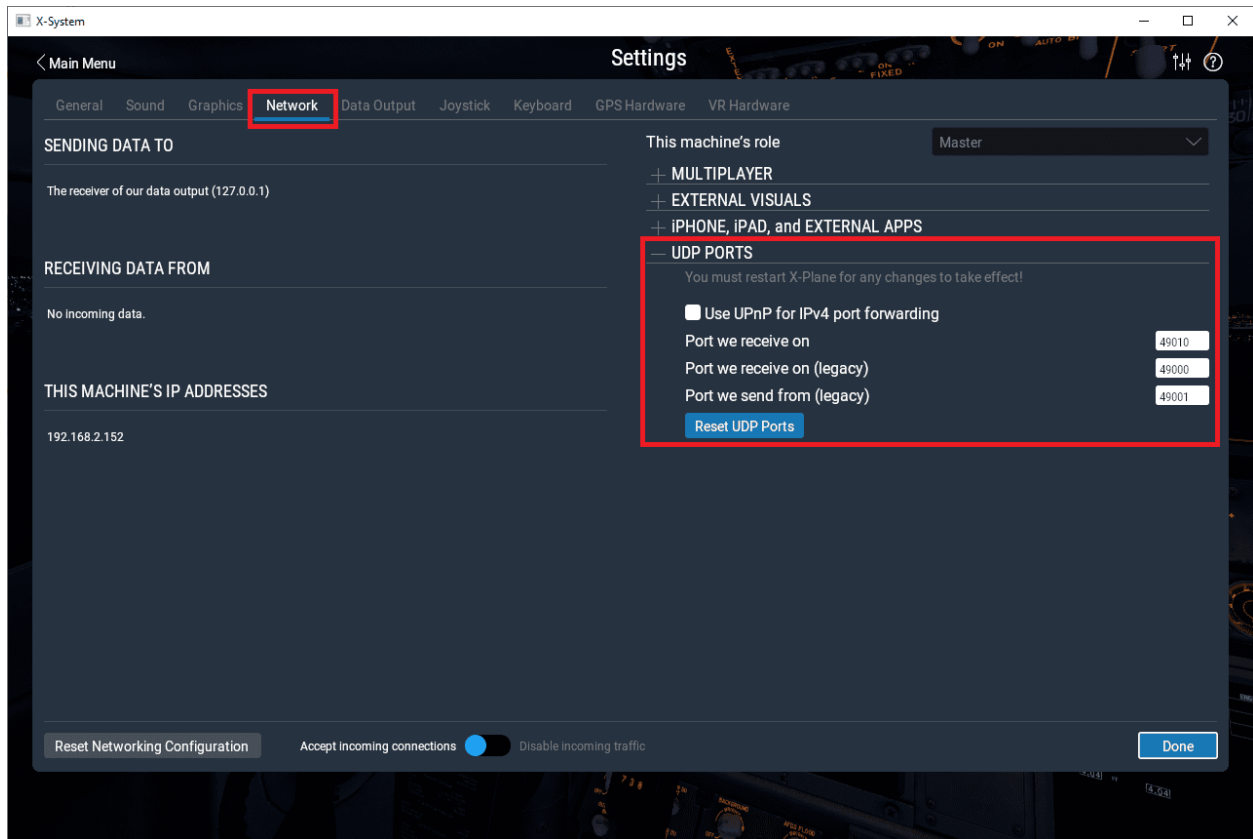 X-System
Main Menu
Settings
General Sound Graphics Network Data Output Joystick Keyboard GPS Hardware VR Hardware
SENDING DATA TO
The receiver of our data output (127.0.0.1)
RECEIVING DATA FROM
No incoming data.
THIS MACHINE'S IP ADDRESSES
192.168.2.152
This machine's role Master
MULTIPLAYER
EXTERNAL VISUALS
iPHONE, iPAD, and EXTERNAL APPS
UDP PORTS
You must restart X-Plane for any changes to take effect!
Use UPnP for IPv4 port forwarding
Port we receive on 49010
Port we receive on (legacy) 49000
Port we send from (legacy) 49001
Reset UDP Ports
Reset Networking Configuration
Accept incoming connections Disable incoming traffic
Done
ON
ON
FIXED
ON
BACKGROUND